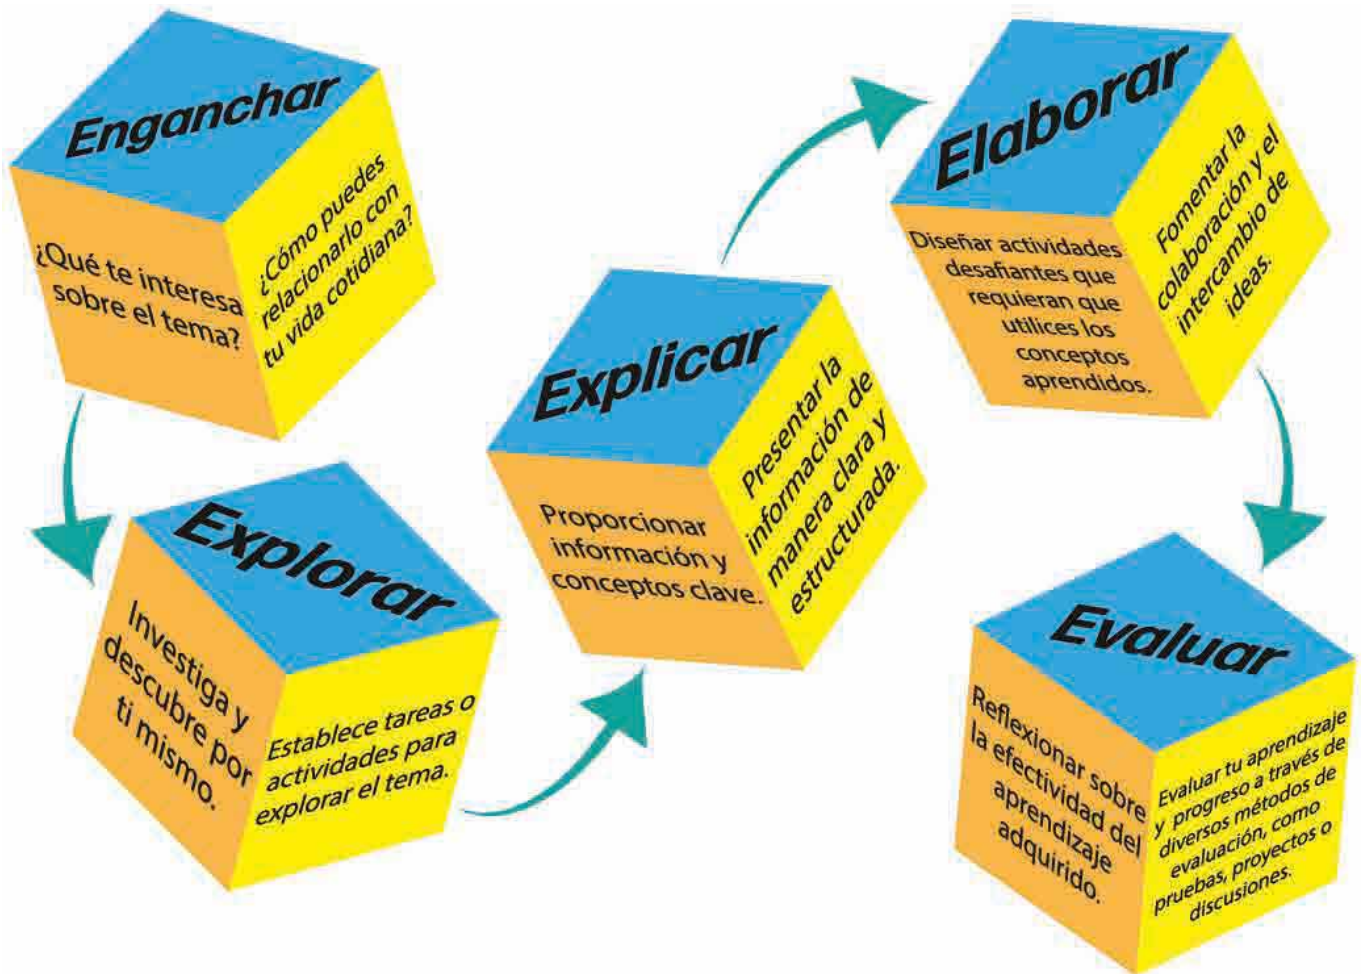 Enganchar
¿Qué te interesa
sobre el tema?
¿Cómo puedes
relacionarlo con
tu vida cotidiana?
Explorar
Investiga y
descubre por
ti mismo.
Establece tareas o
actividades para
explorar el tema.
Explicar
Proporcionar
información y
conceptos clave.
Presentar la
información de
manera clara y
estructurada.
Elaborar
Diseñar actividades
desafiantes que
requieran que
utilices los
conceptos
aprendidos.
Fomentar la
colaboración y el
intercambio de
ideas.
Evaluar
Reflexionar sobre
la efectividad del
aprendizaje
adquirido.
Evaluar tu aprendizaje
y progreso a través de
diversos métodos de
evaluación, como
pruebas, proyectos o
discusiones.